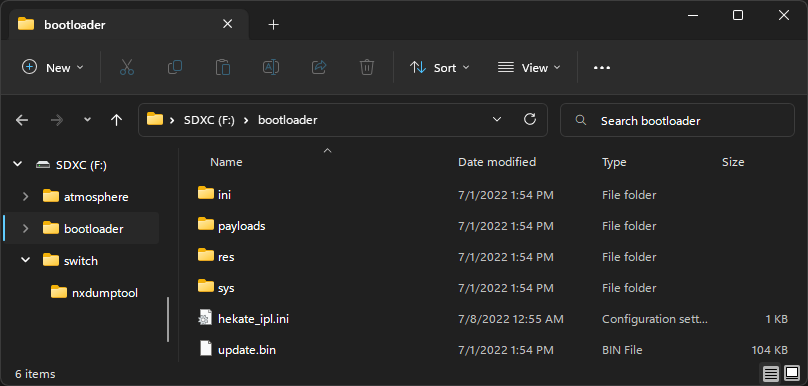 bootloader
New Sort View
SDXC (F:) bootloader Search bootloader
Name Date modified Type Size
SDXC (F:)
atmosphere
bootloader
switch
nxdumptool
ini 7/1/2022 1:54 PM File folder
payloads 7/1/2022 1:54 PM File folder
res 7/1/2022 1:54 PM File folder
sys 7/1/2022 1:54 PM File folder
hekate_ipl.ini 7/8/2022 12:55 AM Configuration sett... 1 KB
update.bin 7/1/2022 1:54 PM BIN File 104 KB
6 items